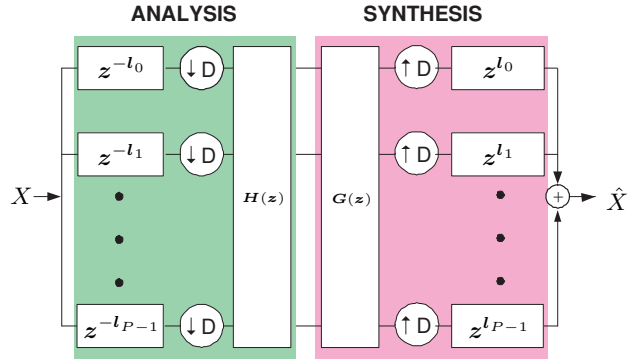 ANALYSIS SYNTHESIS
z^{-l_0} ↓ D ↑ D z^{l_0}
z^{-l_1} ↓ D ↑ D z^{l_1}
X H(z) G(z) + X̂
z^{-l_{P-1}} ↓ D ↑ D z^{l_{P-1}}